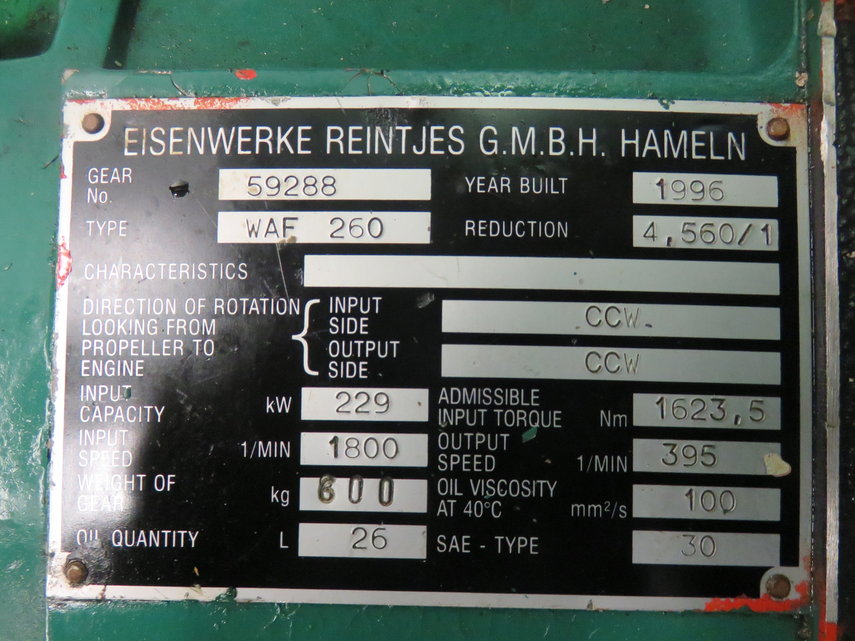 EISENWERKE REINTJES G.M.B.H. HAMELN
GEAR No. 59288 YEAR BUILT 1996
TYPE WAF 260 REDUCTION 4,560/1
CHARACTERISTICS
DIRECTION OF ROTATION LOOKING FROM PROPELLER TO ENGINE
INPUT SIDE CCW
OUTPUT SIDE CCW
INPUT CAPACITY kW 229 ADMISSIBLE INPUT TORQUE Nm 1623,5
INPUT SPEED 1/MIN 1800 OUTPUT SPEED 1/MIN 395
WEIGHT OF GEAR kg 600 OIL VISCOSITY AT 40°C mm²/s 100
OIL QUANTITY L 26 SAE - TYPE 30